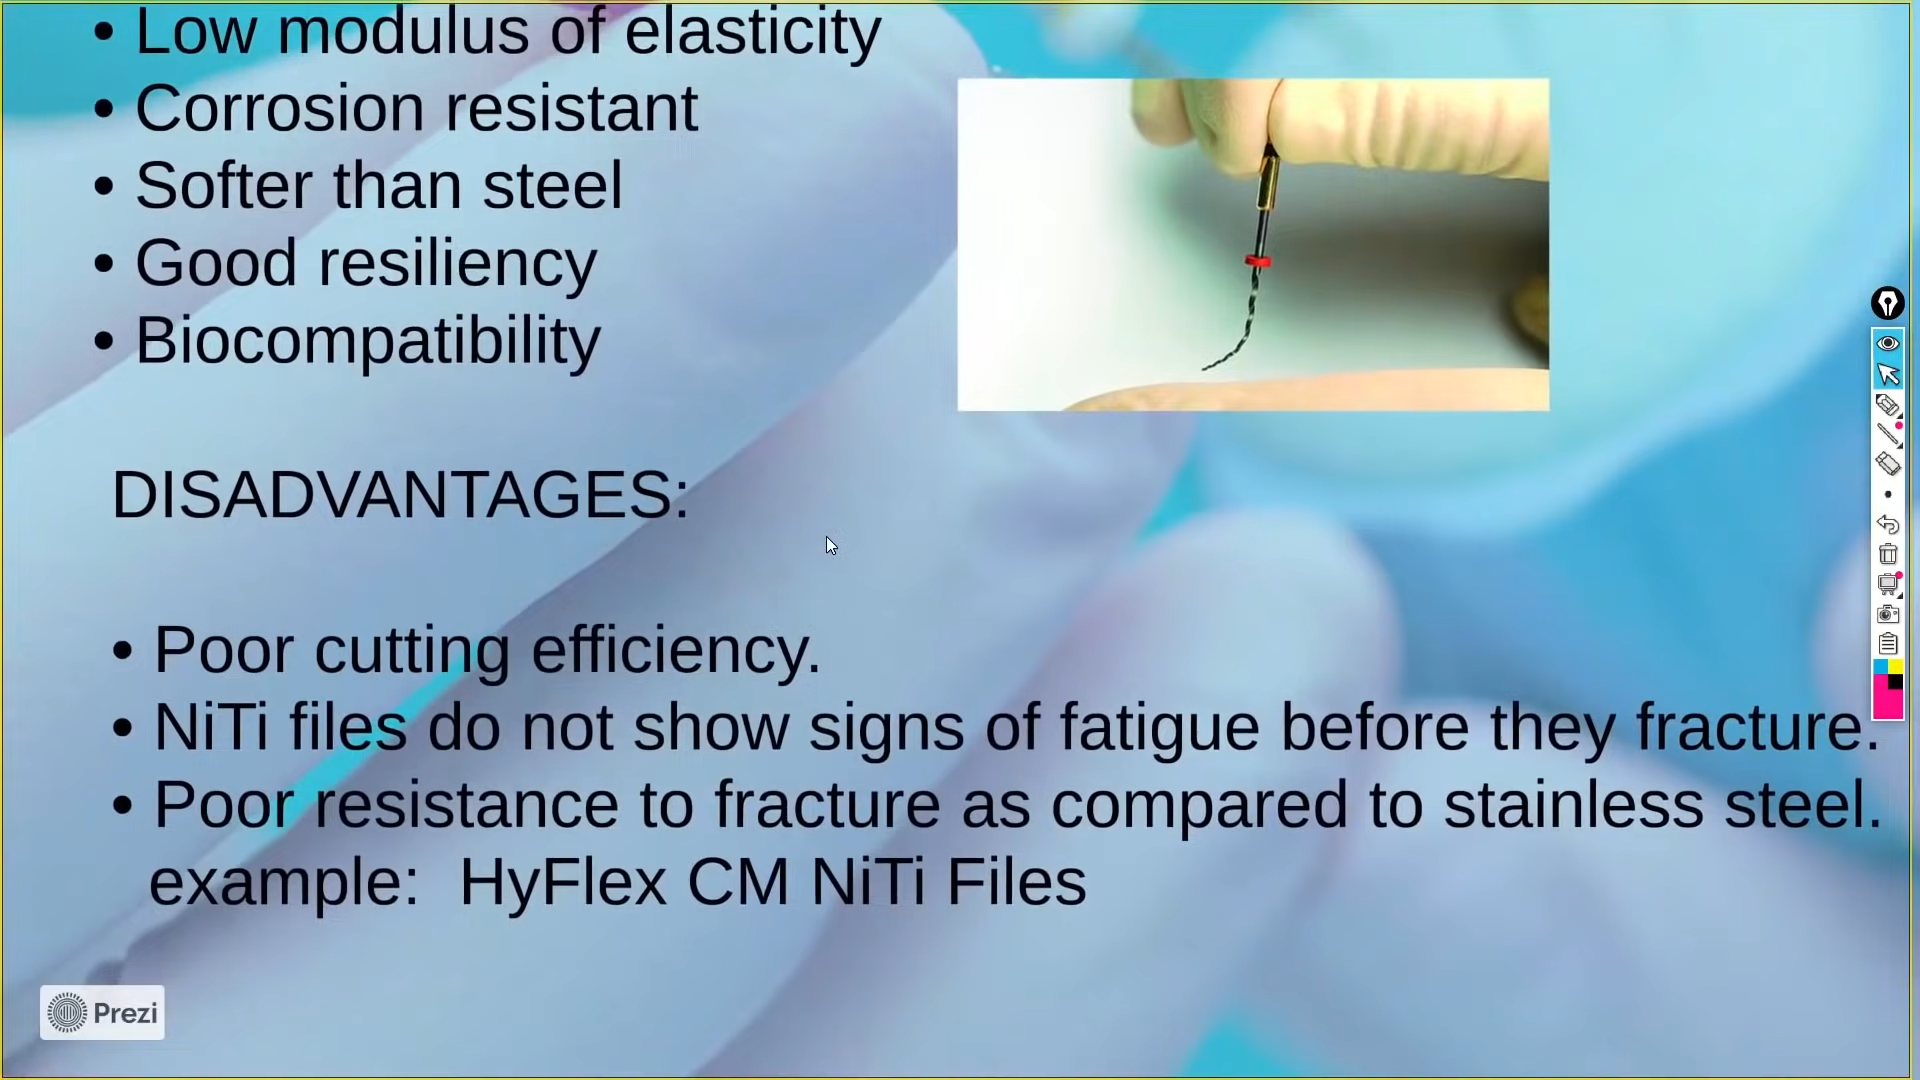 • Low modulus of elasticity
• Corrosion resistant
• Softer than steel
• Good resiliency
• Biocompatibility
DISADVANTAGES:
• Poor cutting efficiency.
• NiTi files do not show signs of fatigue before they fracture.
• Poor resistance to fracture as compared to stainless steel.
example:  HyFlex CM NiTi Files
Prezi